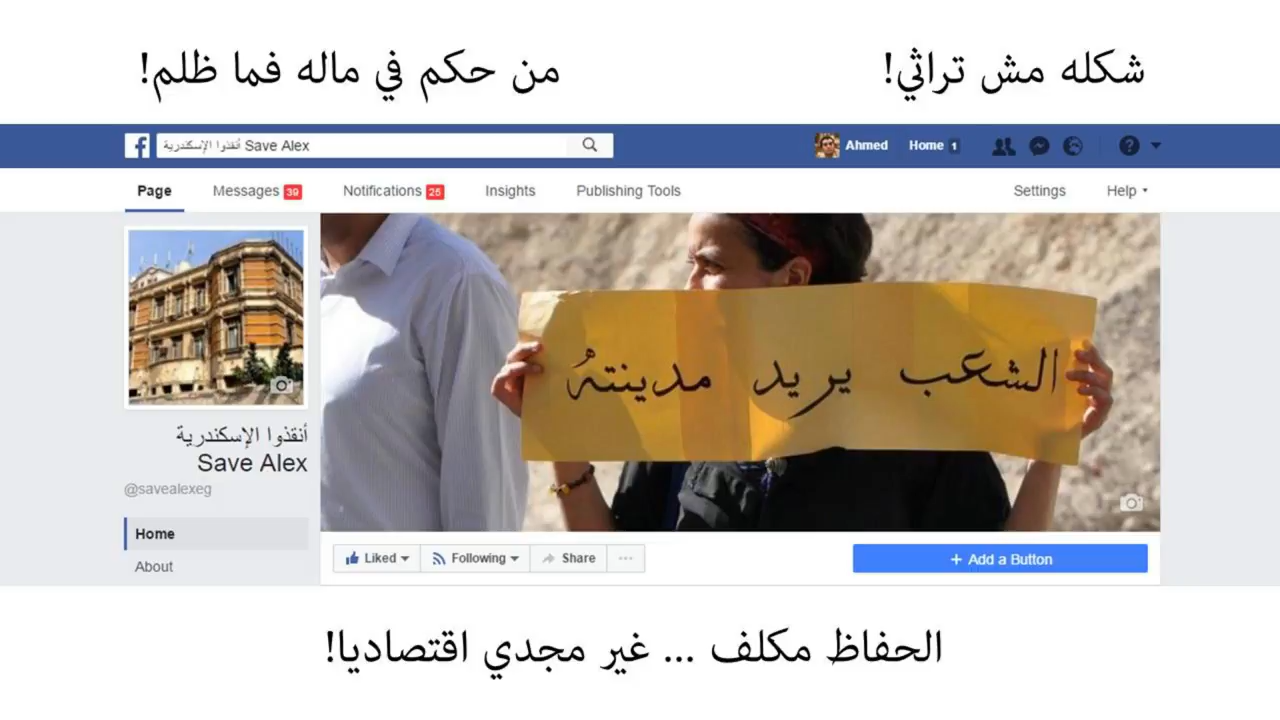 شكله مش تراثي!
من حكم في ماله فما ظلم!
أنقذوا الإسكندرية Save Alex
Ahmed Home 1
Page Messages 39 Notifications 25 Insights Publishing Tools Settings Help
الشعب يريد مدينته
أنقذوا الإسكندرية
Save Alex
@savealexeg
Home
About
Liked Following Share ... + Add a Button
الحفاظ مكلف ... غير مجدي اقتصاديا!